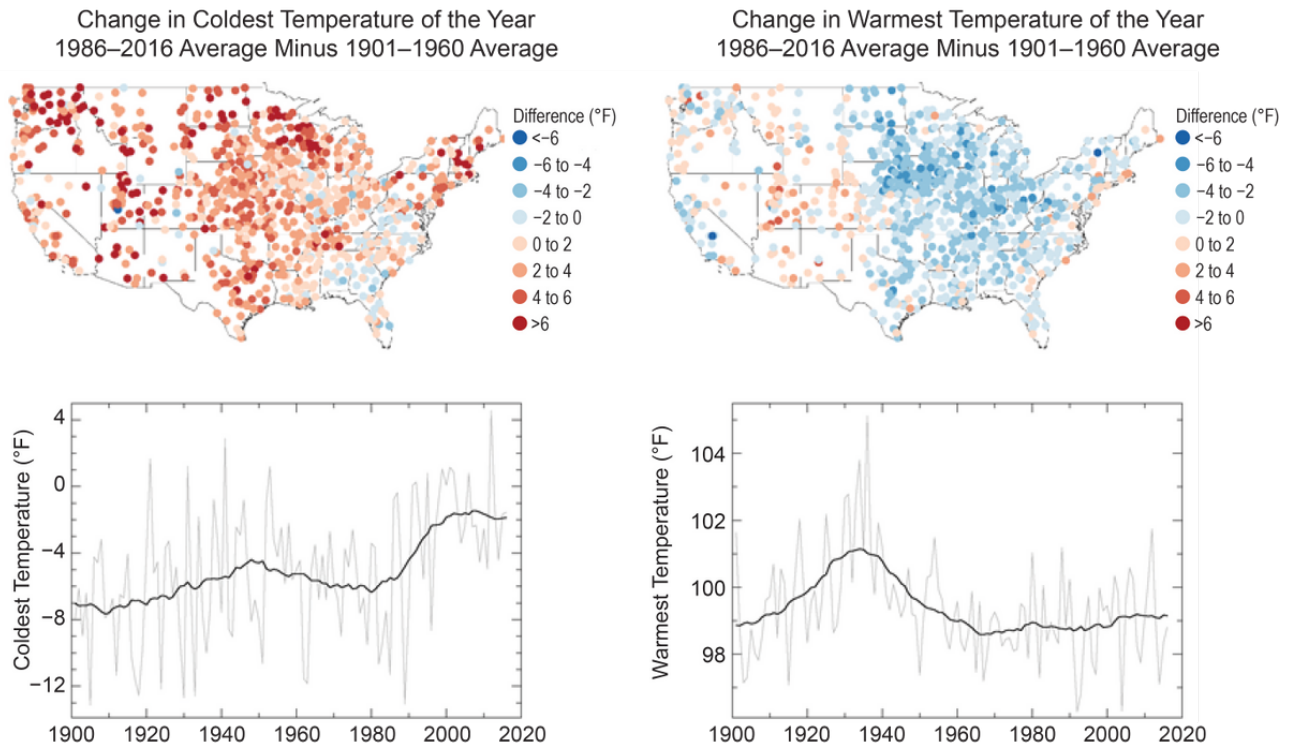 Change in Coldest Temperature of the Year
1986–2016 Average Minus 1901–1960 Average
Difference (°F)
<-6
−6 to −4
−4 to −2
−2 to 0
0 to 2
2 to 4
4 to 6
>6
Change in Warmest Temperature of the Year
1986–2016 Average Minus 1901–1960 Average
Difference (°F)
<-6
−6 to −4
−4 to −2
−2 to 0
0 to 2
2 to 4
4 to 6
>6
Coldest Temperature (°F)
4
0
−4
−8
−12
1900 1920 1940 1960 1980 2000 2020
Warmest Temperature (°F)
104
102
100
98
1900 1920 1940 1960 1980 2000 2020